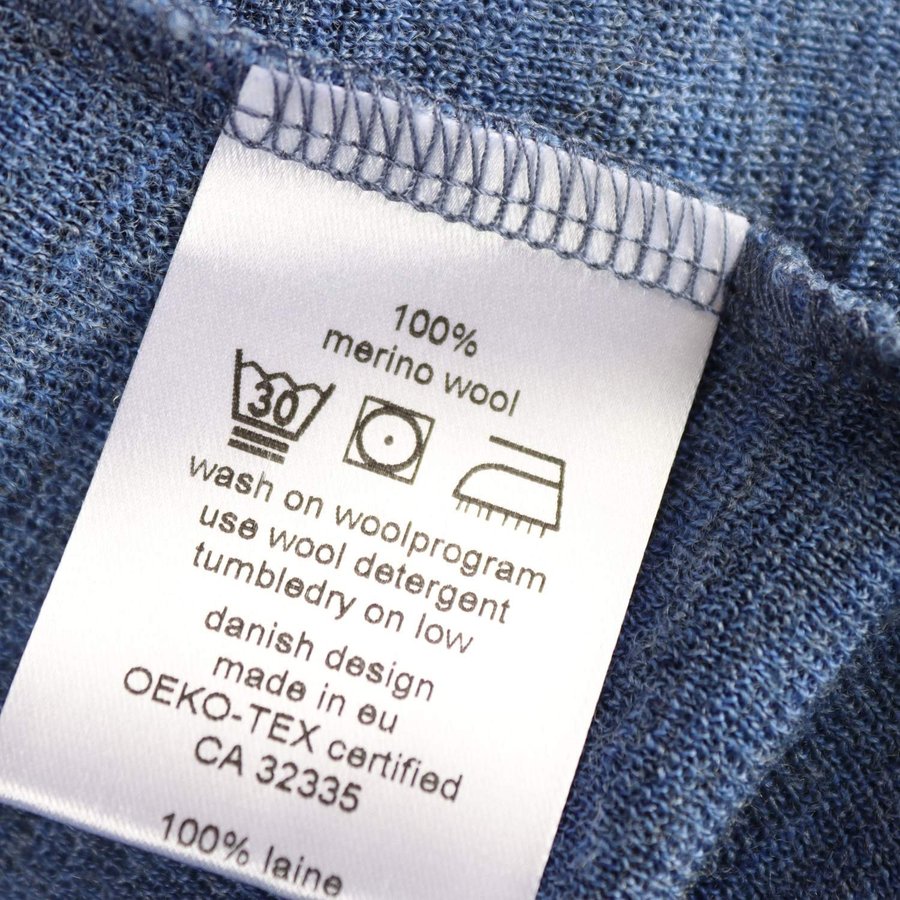 100%
merino wool
30
wash on woolprogram
use wool detergent
tumbledry on low
danish design
made in eu
OEKO-TEX certified
CA 32335
100% laine